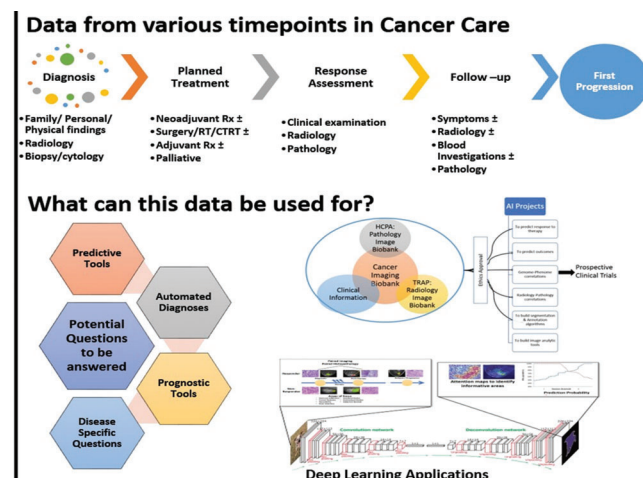 Data from various timepoints in Cancer Care
Diagnosis
Planned
Treatment
Response
Assessment
Follow –up
First
Progression
•Family/ Personal/
Physical findings
•Radiology
•Biopsy/cytology
•Neoadjuvant Rx ±
•Surgery/RT/CTRT ±
•Adjuvant Rx ±
•Palliative
•Clinical examination
•Radiology
•Pathology
•Symptoms ±
•Radiology ±
•Blood
Investigations ±
•Pathology
What can this data be used for?
Predictive
Tools
Automated
Diagnoses
Potential
Questions
to be
answered
Prognostic
Tools
Disease
Specific
Questions
HCPA:
Pathology
Image
Biobank
Cancer
Imaging
Biobank
Clinical
Information
TRAP:
Radiology
Image
Biobank
Ethics Approval
AI Projects
To predict response to
therapy
To predict outcomes
correlations
Radiology-Pathology
correlations
To build segmentation
& Annotation
algorithms
To build image analytic
tools
Prospective
Clinical Trials
Attention maps to identify
informative areas
Prediction Probability
Convolution network
Deconvolution network
Deep Learning Applications